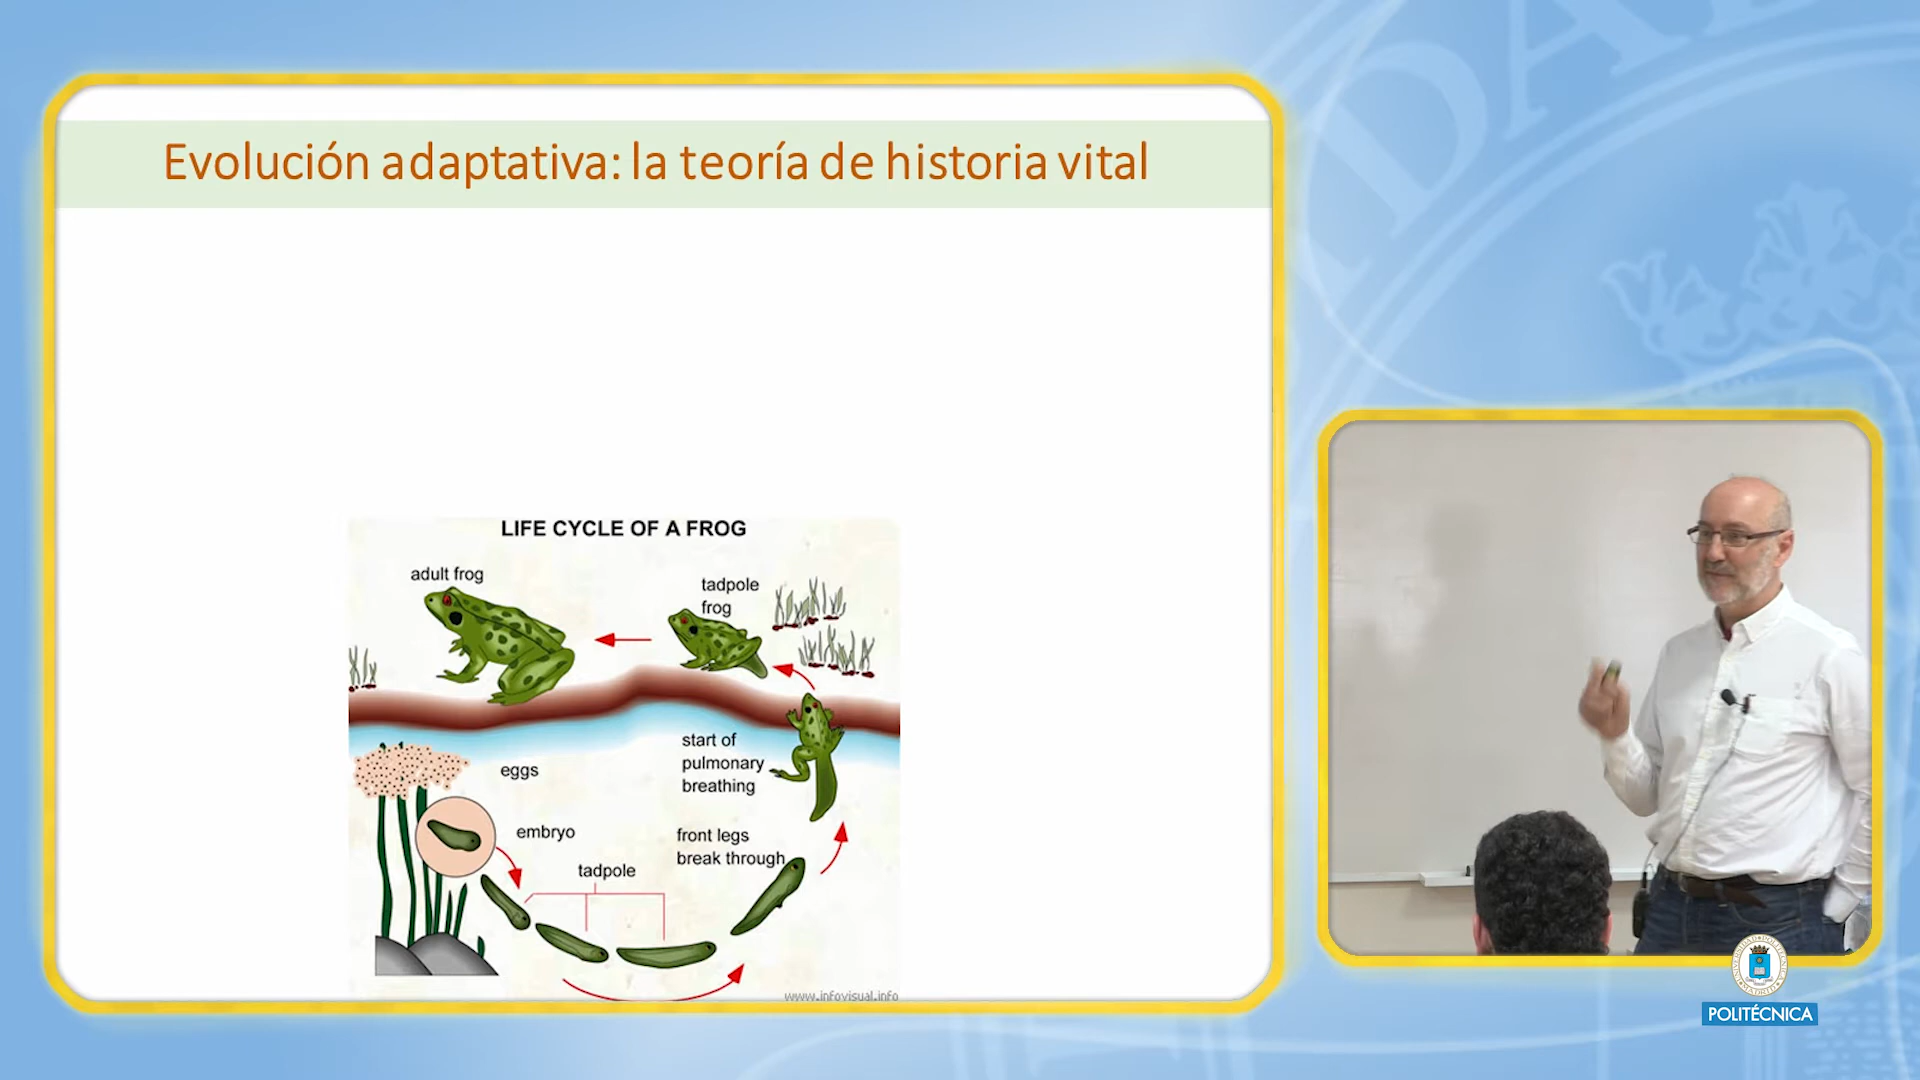 Evolución adaptativa: la teoría de historia vital
LIFE CYCLE OF A FROG
adult frog
tadpole
frog
start of
pulmonary
breathing
eggs
embryo
front legs
break through
tadpole
www.infovisual.info
POLITÉCNICA